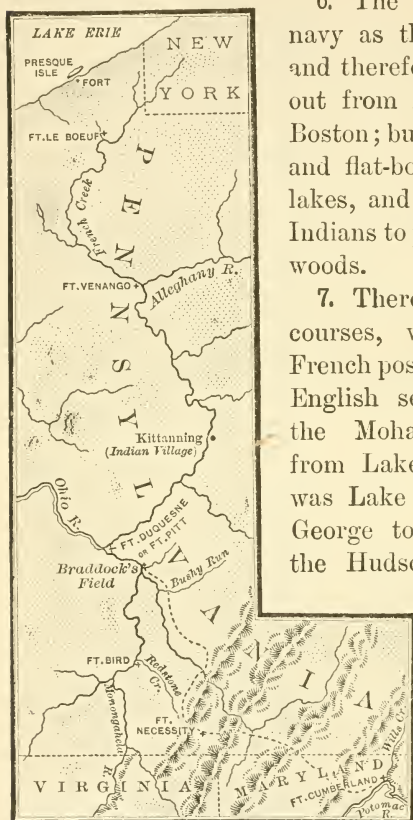 LAKE ERIE
NEW
YORK
PRESQUE
ISLE
FORT
FT. LE BOEUF
PENNSYLVANIA
French Creek
FT. VENANGO
Alleghany R.
Kittanning
(Indian Village)
Ohio R.
FT. DUQUESNE
OR FT. PITT
Braddock's
Field
Bushy Run
FT. BIRD
Redstone
Cr.
Monongahela
R.
FT.
NECESSITY
VIRGINIA
MARYLAND
Wills Cr.
FT. CUMBERLAND
Potomac
R.
6. The
navy as th
and therefo
out from
Boston; bu
and flat-bo
lakes, and
Indians to
woods.
7. There
courses, v
French pos
English se
the Moha
from Lake
was Lake
George to
the Hudso